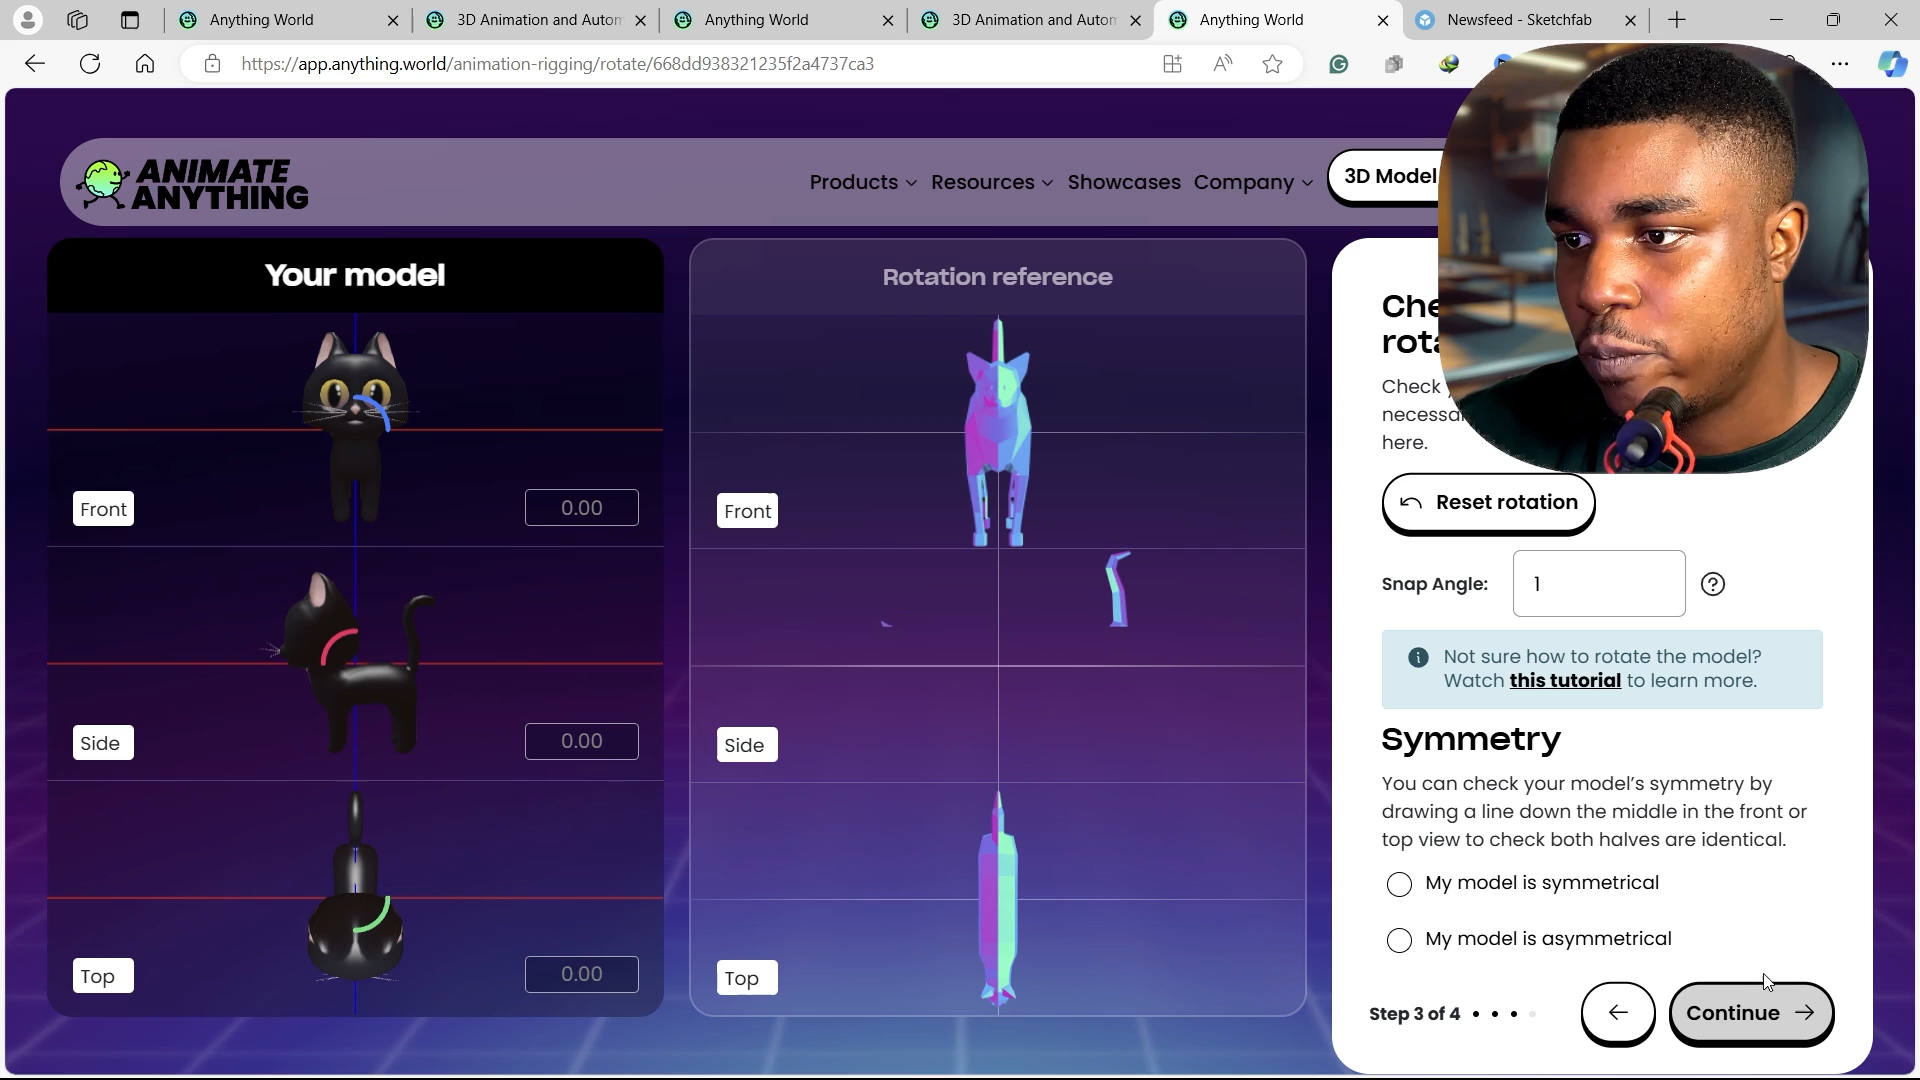 Anything World
3D Animation and Autom
Anything World
3D Animation and Autom
Anything World
Newsfeed - Sketchfab
https://app.anything.world/animation-rigging/rotate/668dd938321235f2a4737ca3
ANIMATE
ANYTHING
Products
Resources
Showcases
Company
3D Model
Your model
Front
0.00
Side
0.00
Top
0.00
Rotation reference
Front
Side
Top
Che
rota
Check
necessa
here.
Reset rotation
Snap Angle:
1
Not sure how to rotate the model?
Watch this tutorial to learn more.
Symmetry
You can check your model’s symmetry by
drawing a line down the middle in the front or
top view to check both halves are identical.
My model is symmetrical
My model is asymmetrical
Step 3 of 4
Continue